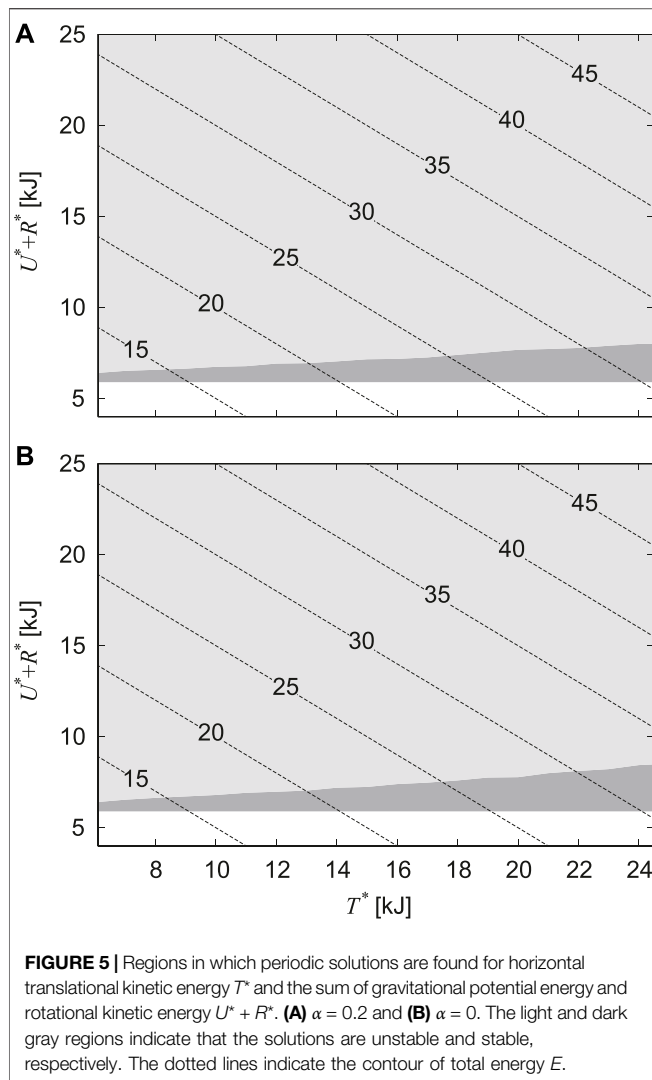 A
25
20
15
10
5
U*+R* [kJ]
45
40
35
30
25
20
15
B
25
20
15
10
5
U*+R* [kJ]
45
40
35
30
25
20
15
8 10 12 14 16 18 20 22 24
T* [kJ]
FIGURE 5 | Regions in which periodic solutions are found for horizontal
translational kinetic energy T* and the sum of gravitational potential energy and
rotational kinetic energy U* + R*. (A) α = 0.2 and (B) α = 0. The light and dark
gray regions indicate that the solutions are unstable and stable,
respectively. The dotted lines indicate the contour of total energy E.